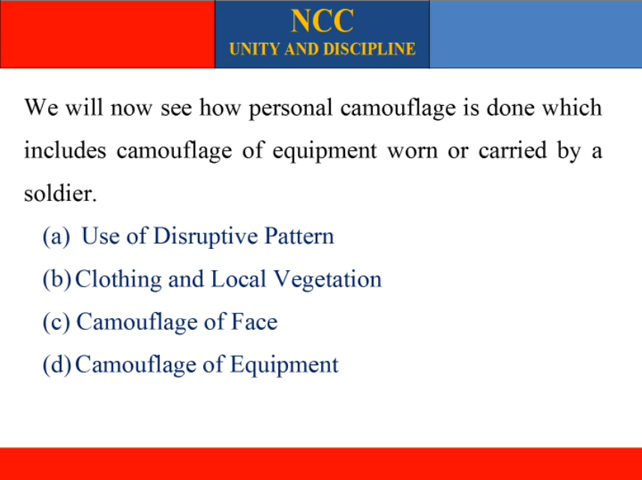 NCC
UNITY AND DISCIPLINE
We will now see how personal camouflage is done which
includes camouflage of equipment worn or carried by a
soldier.
(a) Use of Disruptive Pattern
(b) Clothing and Local Vegetation
(c) Camouflage of Face
(d) Camouflage of Equipment